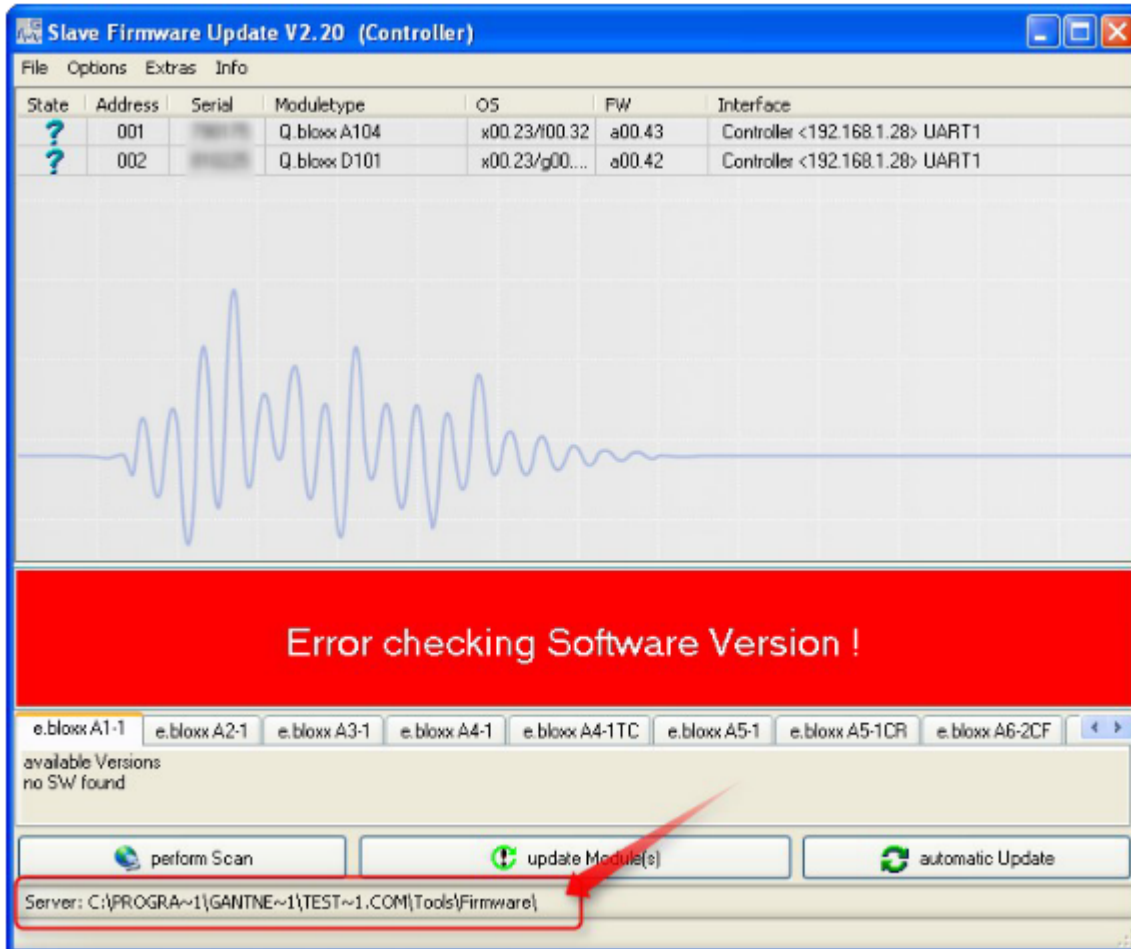 Slave Firmware Update V2.20 (Controller)
File Options Extras Info
State Address Serial Moduletype OS FW Interface
? 001 Q.bloxx A104 x00.23/f00.32 a00.43 Controller <192.168.1.28> UART1
? 002 Q.bloxx D101 x00.23/g00.... a00.42 Controller <192.168.1.28> UART1
Error checking Software Version !
e.bloxx A1-1 e.bloxx A2-1 e.bloxx A3-1 e.bloxx A4-1 e.bloxx A4-1TC e.bloxx A5-1 e.bloxx A5-1CR e.bloxx A6-2CF
available Versions
no SW found
perform Scan update Module(s) automatic Update
Server: C:\PROGRA~1\GANTNE~1\TEST~1.COM\Tools\Firmware\